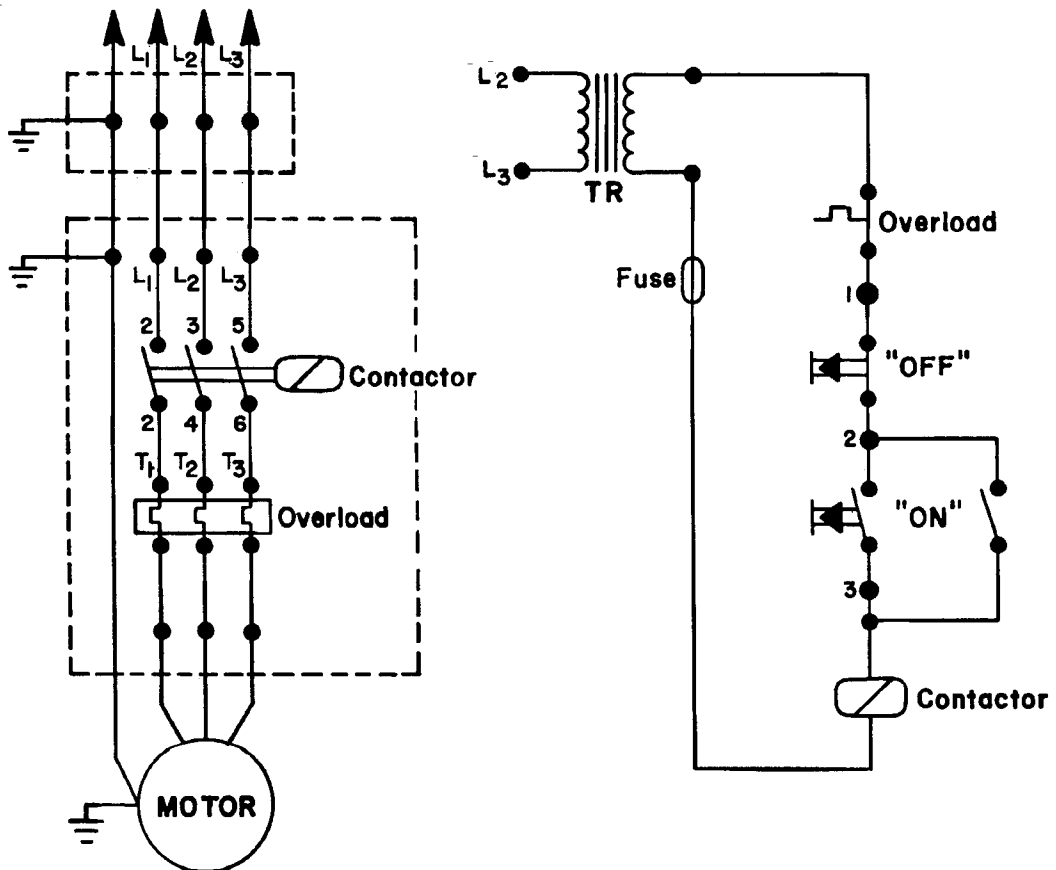 L1 L2 L3
L1 L2 L3
2 3 5
Contactor
2 4 6
T1 T2 T3
Overload
MOTOR
L2
L3
TR
Overload
Fuse
1
"OFF"
2
"ON"
3
Contactor